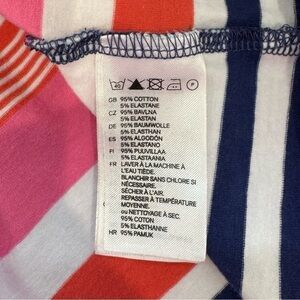 40 P
GB 95% COTTON
5% ELASTANE
CZ 95% BAVLNA
5% ELASTAN
DE 95% BAUMWOLLE
5% ELASTHAN
ES 95% ALGODÓN
5% ELASTANO
FI 95% PUUVILLAA
5% ELASTAANIA
FR LAVER À LA MACHINE À
L'EAU TIÈDE.
BLANCHIR SANS CHLORE SI
NÉCESSAIRE.
SÉCHER À L'AIR.
REPASSER À TEMPÉRATURE
MOYENNE.
ou NETTOYAGE À SEC.
95% COTON
5% ELASTHANNE
HR 95% PAMUK